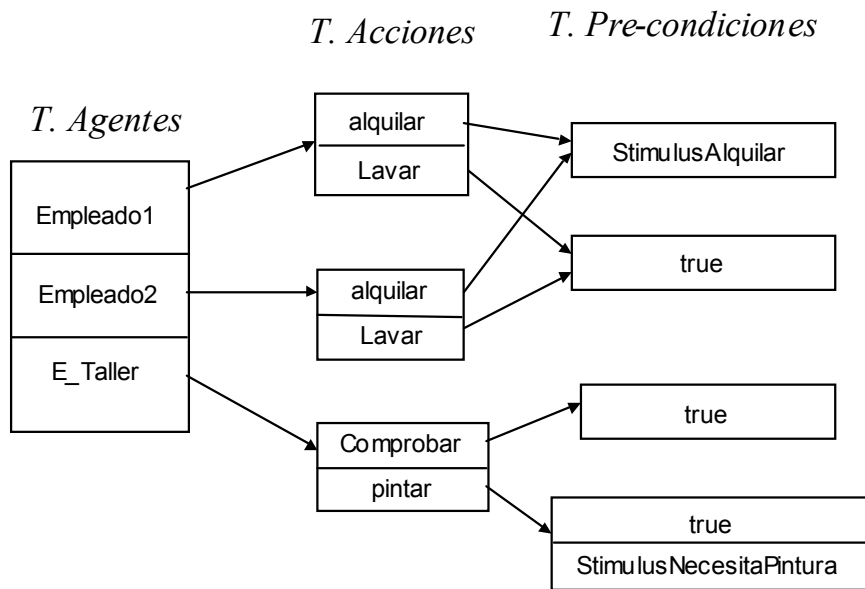 T. Acciones
T. Pre-condiciones
T. Agentes
Empleado1
Empleado2
E_Taller
alquilar
Lavar
alquilar
Lavar
Comprobar
pintar
StimulusAlquilar
true
true
true
StimulusNecesitaPintura